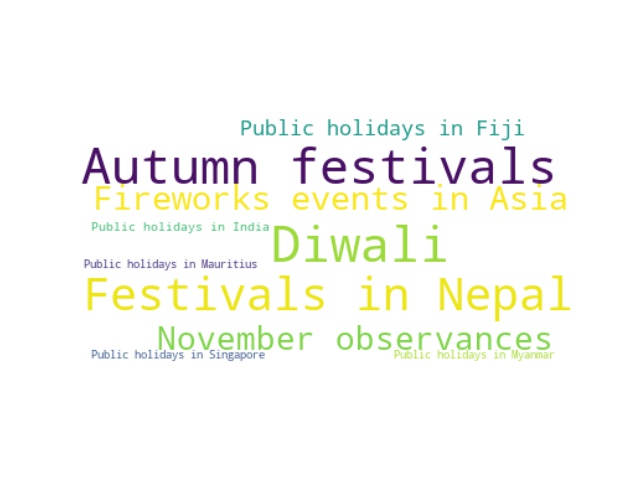 Public holidays in Fiji
Autumn festivals
Fireworks events in Asia
Public holidays in India
Diwali
Public holidays in Mauritius
Festivals in Nepal
November observances
Public holidays in Singapore
Public holidays in Myanmar